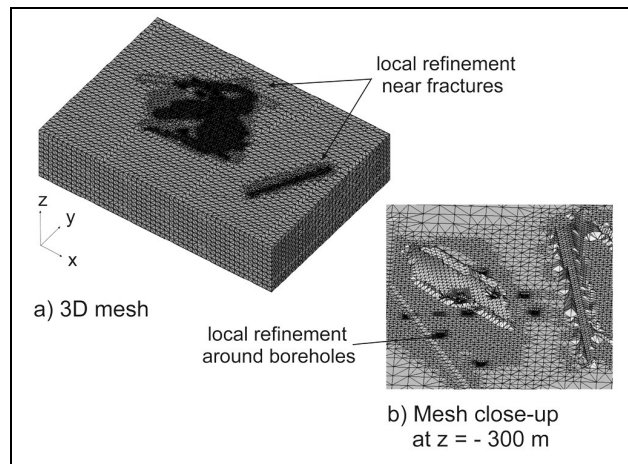 local refinement
near fractures
z
y
x
a) 3D mesh
local refinement
around boreholes
b) Mesh close-up
at z = - 300 m